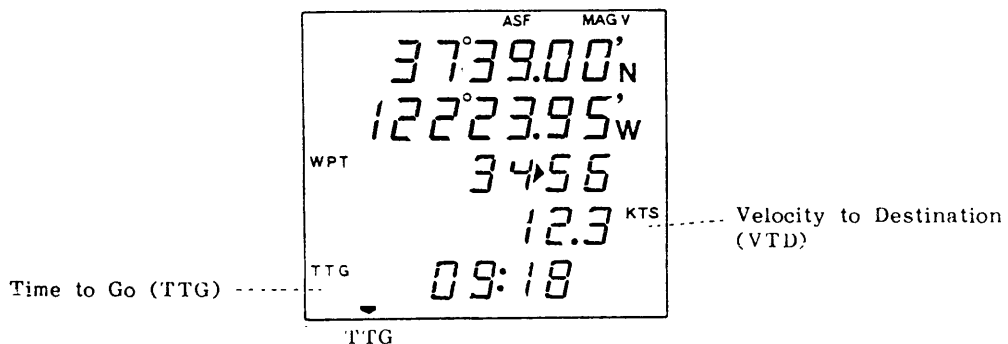 ASF MAG V
37°39.00'N
122°23.95'W
WPT 34▶56
12.3 KTS
Velocity to Destination
(VTD)
TTG 09:18
Time to Go (TTG)
TTG